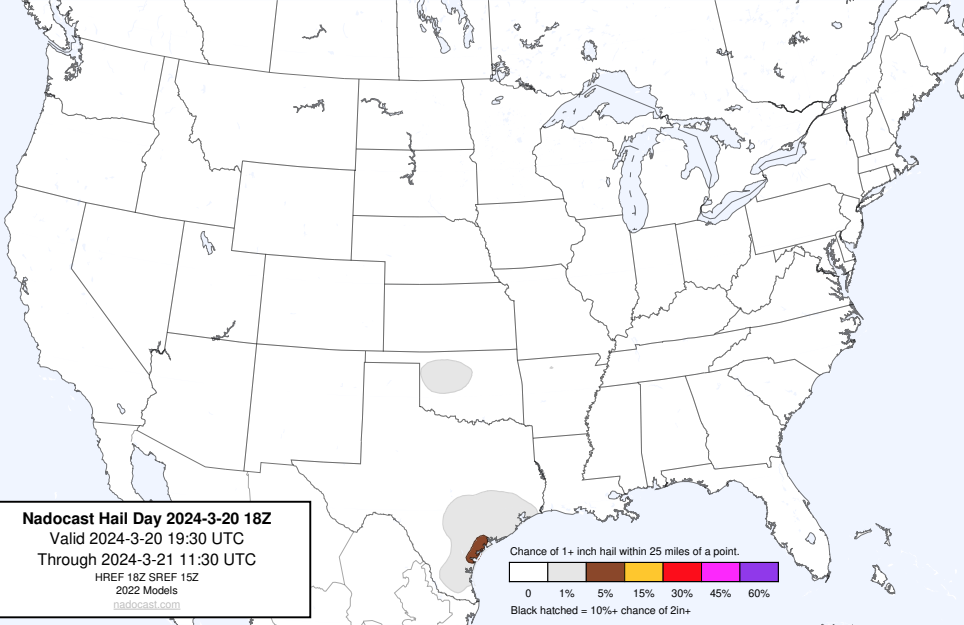 Nadocast Hail Day 2024-3-20 18Z
Valid 2024-3-20 19:30 UTC
Through 2024-3-21 11:30 UTC
HREF 18Z SREF 15Z
2022 Models
nadocast.com
Chance of 1+ inch hail within 25 miles of a point.
0 1% 5% 15% 30% 45% 60%
Black hatched = 10%+ chance of 2in+